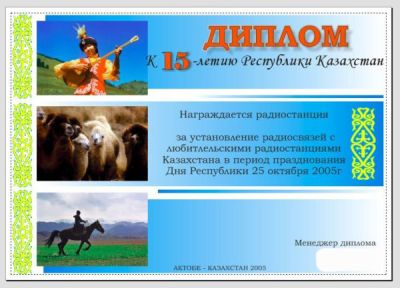 ДИПЛОМ
К 15-летию Республики Казахстан
Награждается радиостанция
за установление радиосвязей с
любитлельскими радиостанциями
Казахстана в период празднования
Дня Республики 25 октября 2005г
Менеджер диплома
АКТОБЕ - КАЗАХСТАН 2005